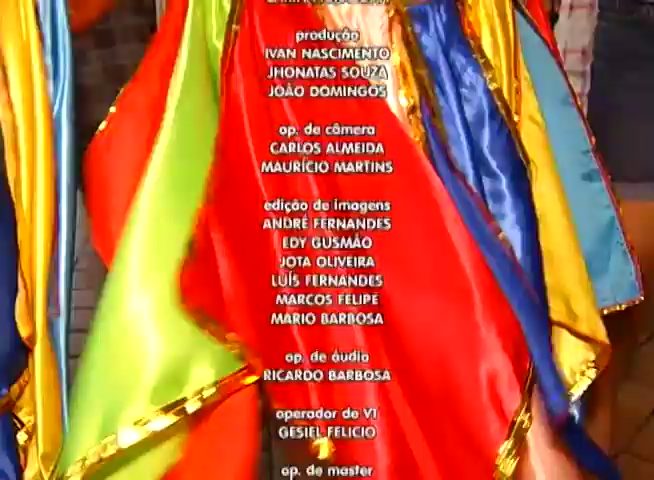 produção
IVAN NASCIMENTO
JHONATAS SOUZA
JOÃO DOMINGOS
op. de câmera
CARLOS ALMEIDA
MAURÍCIO MARTINS
edição de imagens
ANDRÉ FERNANDES
EDY GUSMÃO
JOTA OLIVEIRA
LUÍS FERNANDES
MARCOS FELIPE
MARIO BARBOSA
op. de áudio
RICARDO BARBOSA
operador de VT
GESIEL FELICIO
op. de master